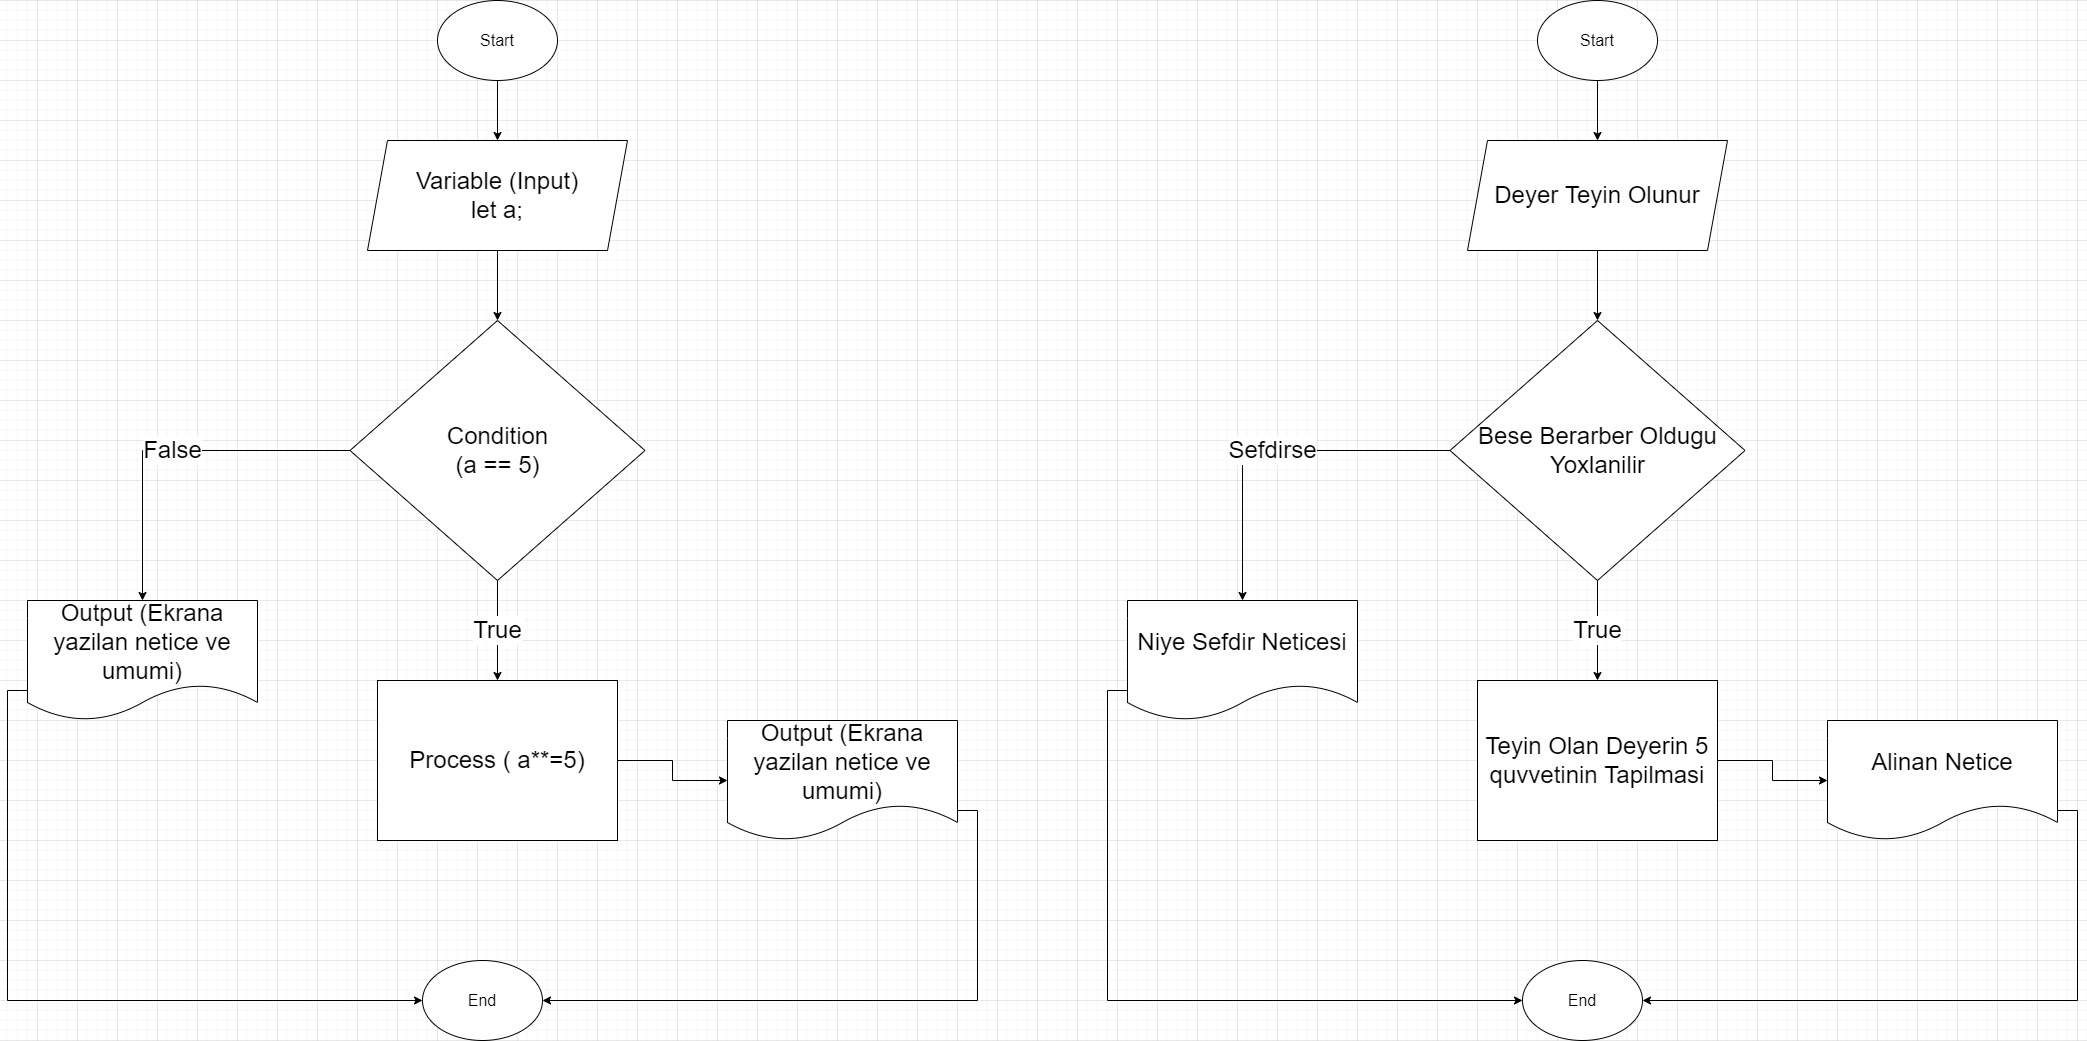 Start
Variable (Input)
let a;
Condition
(a == 5)
False
True
Output (Ekrana
yazilan netice ve
umumi)
Process ( a**=5)
Output (Ekrana
yazilan netice ve
umumi)
End
Start
Deyer Teyin Olunur
Bese Berarber Oldugu
Yoxlanilir
Sefdirse
True
Niye Sefdir Neticesi
Teyin Olan Deyerin 5
quvvetinin Tapilmasi
Alinan Netice
End